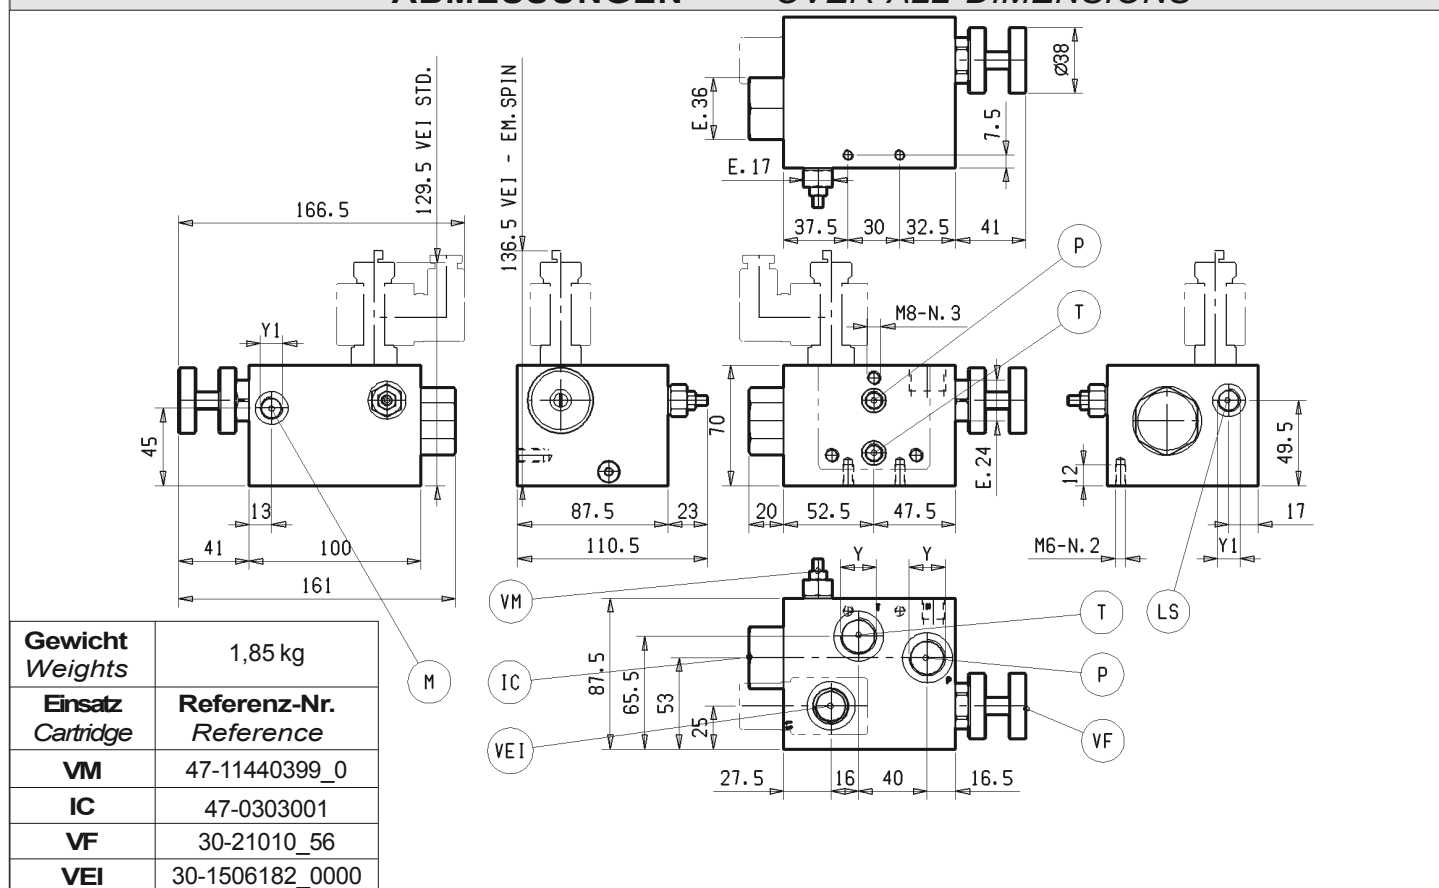 ABMESSUNGEN OVER ALL DIMENSIONS
129.5 VEI STD.
136.5 VEI - EM.SPIN
E.36
Ø38
7.5
E.17
166.5
37.5 30 32.5 41
P
M8-N.3
T
Y1
45
70
E.24
12
49.5
13
87.5 23
20 52.5 47.5
17
41 100
110.5
M6-N.2 Y1
161
Y Y
VM
T
LS
M
IC
87.5
65.5
53
25
P
VEI
VF
27.5 16 40 16.5
Gewicht
Weights
1,85 kg
Einsatz
Cartridge
Referenz-Nr.
Reference
VM 47-11440399_0
IC 47-0303001
VF 30-21010_56
VEI 30-1506182_0000